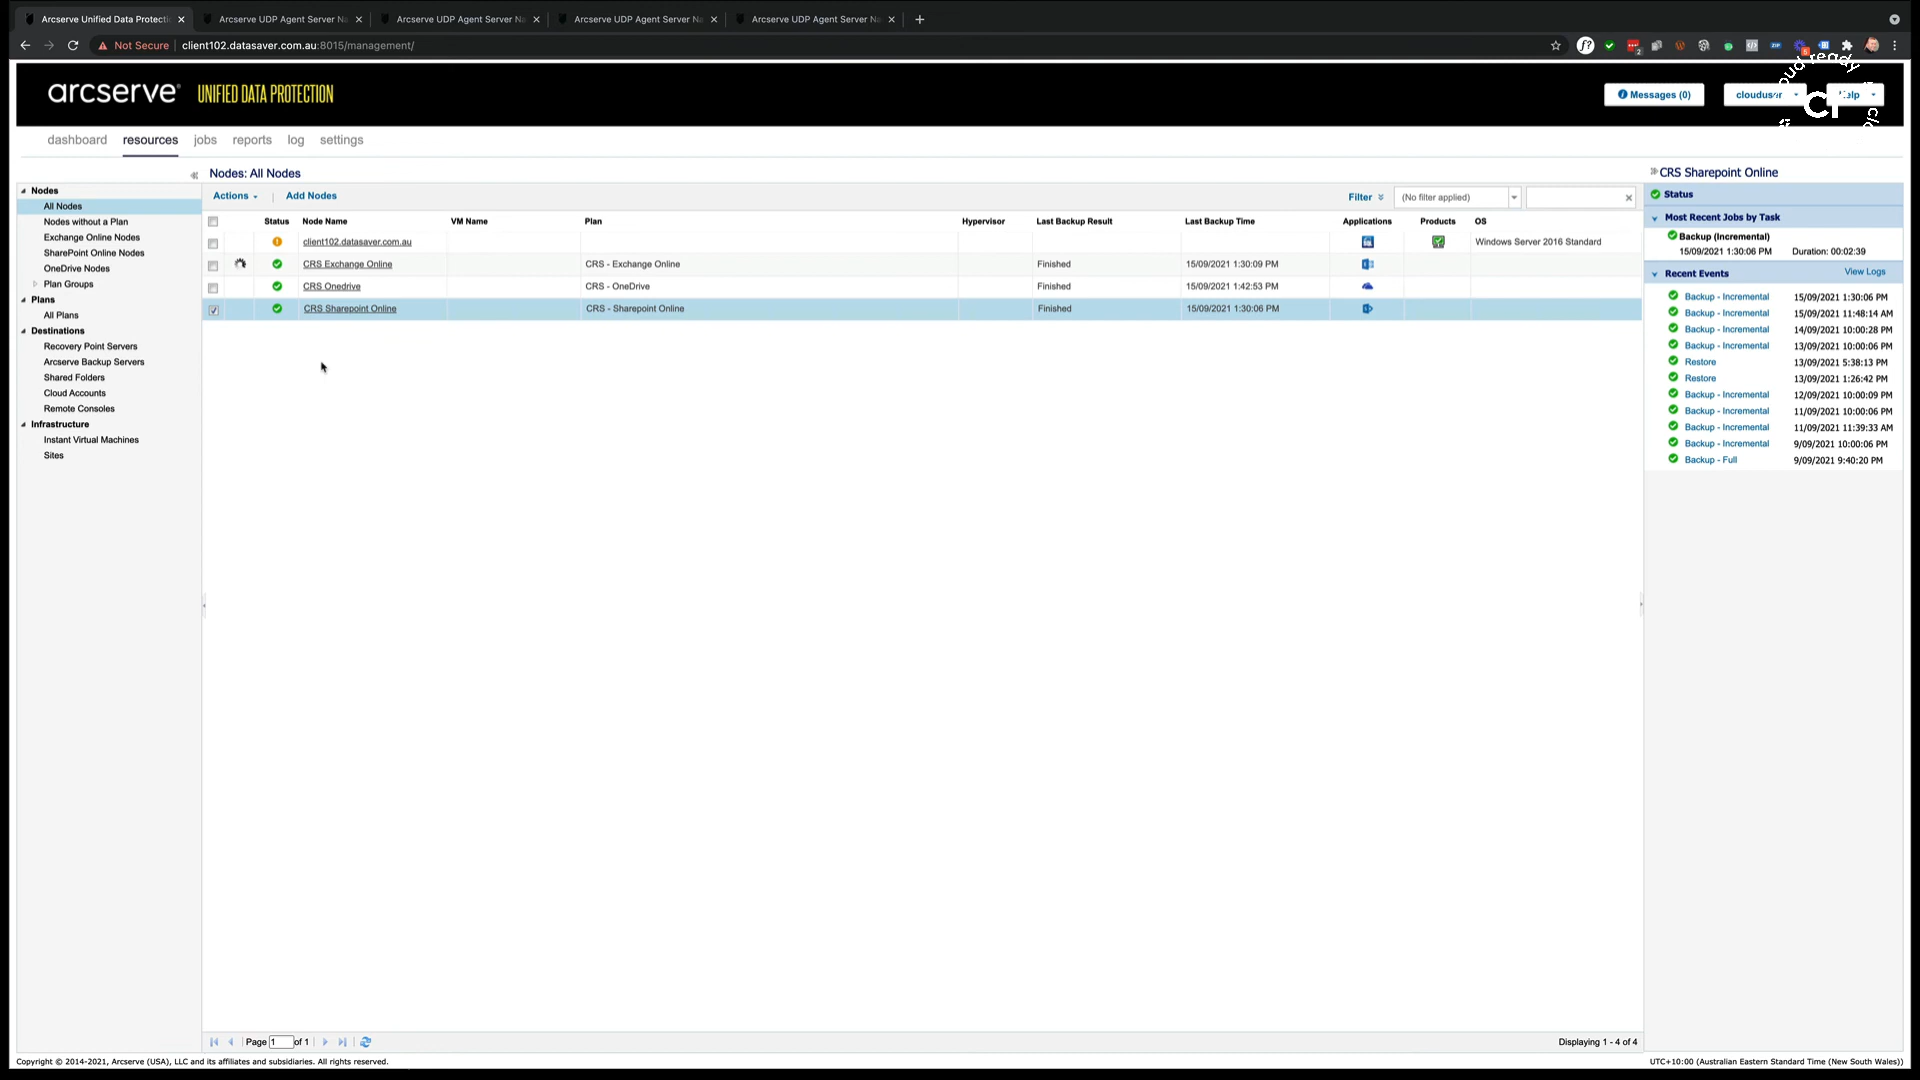 Arcserve Unified Data Protectio
Arcserve UDP Agent Server Na
Arcserve UDP Agent Server Na
Arcserve UDP Agent Server Na
Arcserve UDP Agent Server Na
Not Secure client102.datasaver.com.au:8015/management/
arcserve UNIFIED DATA PROTECTION
Messages (0)
cloud ready
dashboard resources jobs reports log settings
Nodes: All Nodes
CRS Sharepoint Online
Actions Add Nodes Filter (No filter applied)
Nodes
All Nodes
Nodes without a Plan
Exchange Online Nodes
SharePoint Online Nodes
OneDrive Nodes
Plan Groups
Plans
All Plans
Destinations
Recovery Point Servers
Arcserve Backup Servers
Shared Folders
Cloud Accounts
Remote Consoles
Infrastructure
Instant Virtual Machines
Sites
Status Node Name VM Name Plan Hypervisor Last Backup Result Last Backup Time Applications Products OS
client102.datasaver.com.au Windows Server 2016 Standard
CRS Exchange Online CRS - Exchange Online Finished 15/09/2021 1:30:09 PM
CRS Onedrive CRS - OneDrive Finished 15/09/2021 1:42:53 PM
CRS Sharepoint Online CRS - Sharepoint Online Finished 15/09/2021 1:30:06 PM
Status
Most Recent Jobs by Task
Backup (Incremental)
15/09/2021 1:30:06 PM Duration: 00:02:39
Recent Events View Logs
Backup - Incremental 15/09/2021 1:30:06 PM
Backup - Incremental 15/09/2021 11:48:14 AM
Backup - Incremental 14/09/2021 10:00:28 PM
Backup - Incremental 13/09/2021 10:00:06 PM
Restore 13/09/2021 5:38:13 PM
Restore 13/09/2021 1:26:42 PM
Backup - Incremental 12/09/2021 10:00:09 PM
Backup - Incremental 11/09/2021 10:00:06 PM
Backup - Incremental 11/09/2021 11:39:33 AM
Backup - Incremental 9/09/2021 10:00:06 PM
Backup - Full 9/09/2021 9:40:20 PM
Page 1 of 1
Displaying 1 - 4 of 4
Copyright © 2014-2021, Arcserve (USA), LLC and its affiliates and subsidiaries. All rights reserved.
UTC+10:00 (Australian Eastern Standard Time (New South Wales))